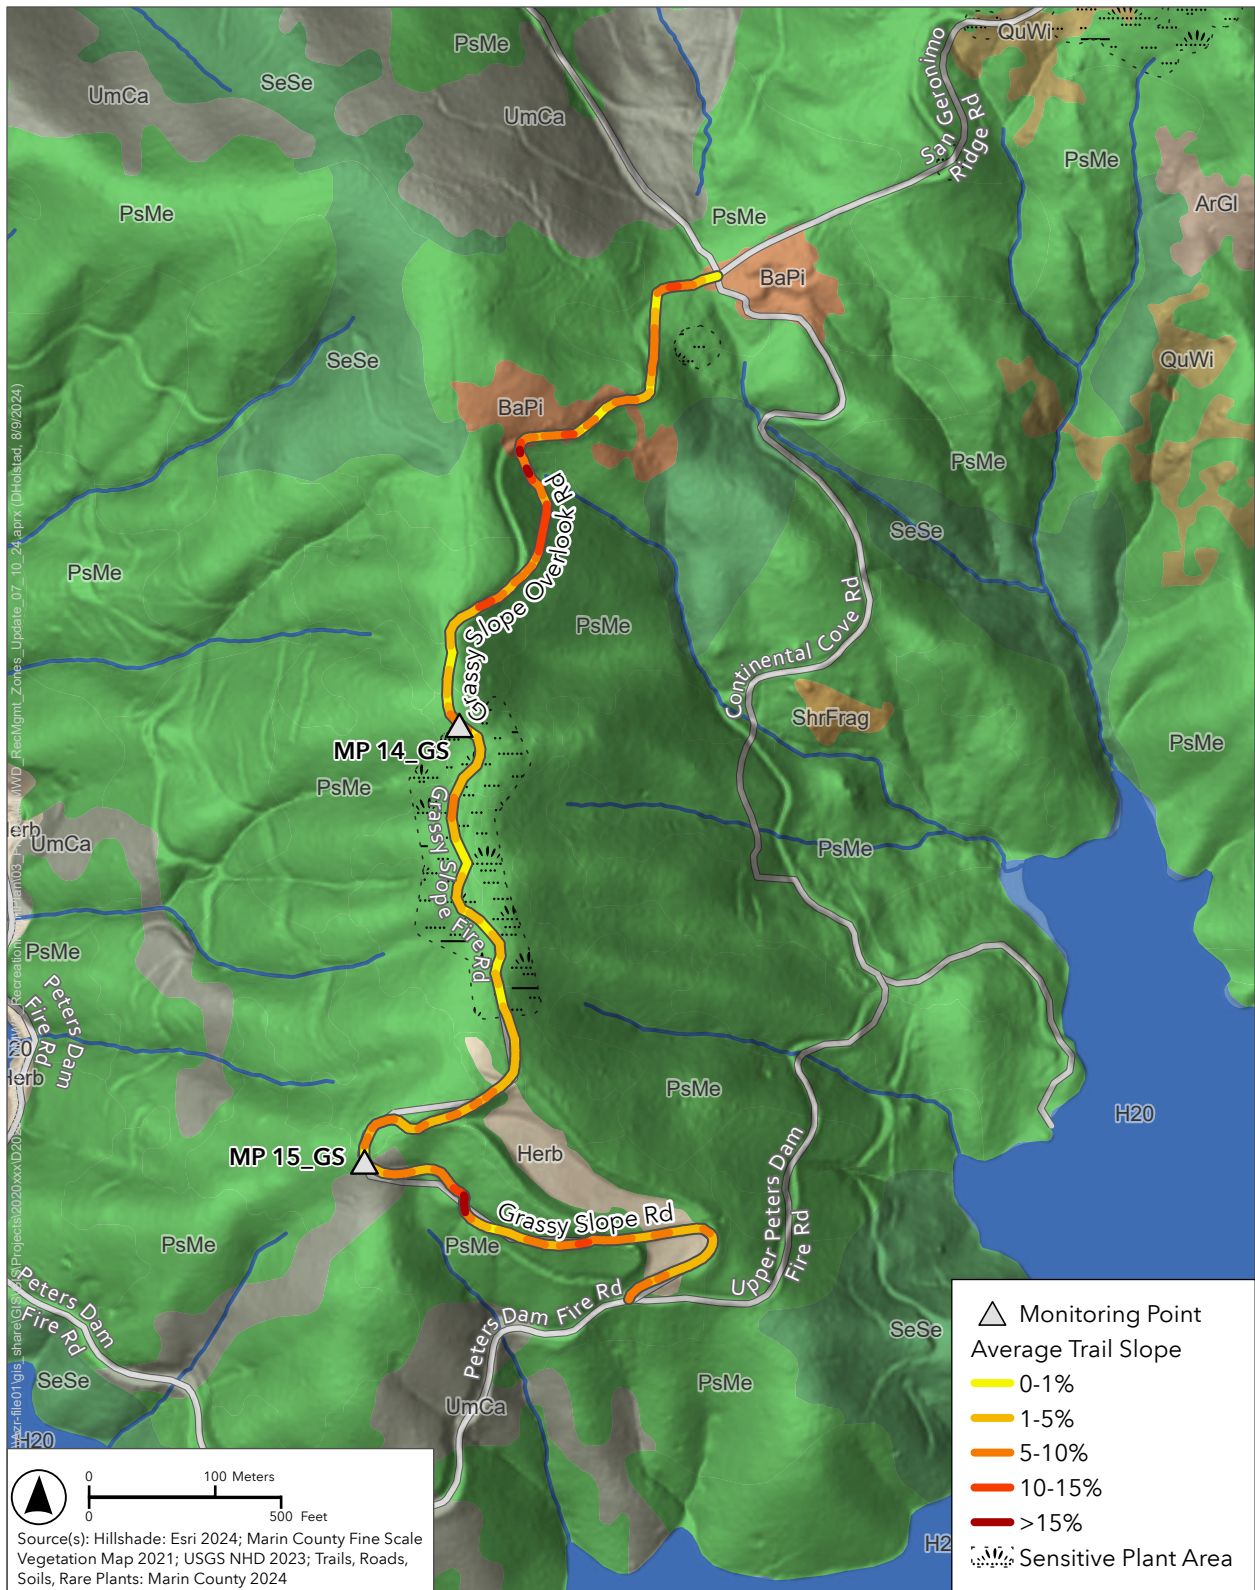 PsMe
QuWi
SeSe
UmCa
UmCa
San Geronimo
Ridge Rd
PsMe
ArGl
PsMe
PsMe
BaPi
SeSe
QuWi
BaPi
PsMe
Grassy Slope Overlook Rd
SeSe
PsMe
PsMe
Continental Cove Rd
ShrFrag
PsMe
MP 14_GS
PsMe
Grassy Slope Fire Rd
erb
UmCa
PsMe
PsMe
Peters Dam
Fire Rd
H20
Herb
PsMe
H20
MP 15_GS
Herb
Grassy Slope Rd
PsMe
PsMe
Upper Peters Dam
Fire Rd
Peters Dam
Fire Rd
Peters Dam Fire Rd
SeSe
SeSe
PsMe
UmCa
H20
H2
Monitoring Point
Average Trail Slope
0-1%
1-5%
5-10%
10-15%
>15%
Sensitive Plant Area
0 100 Meters
0 500 Feet
Source(s): Hillshade: Esri 2024; Marin County Fine Scale
Vegetation Map 2021; USGS NHD 2023; Trails, Roads,
Soils, Rare Plants: Marin County 2024